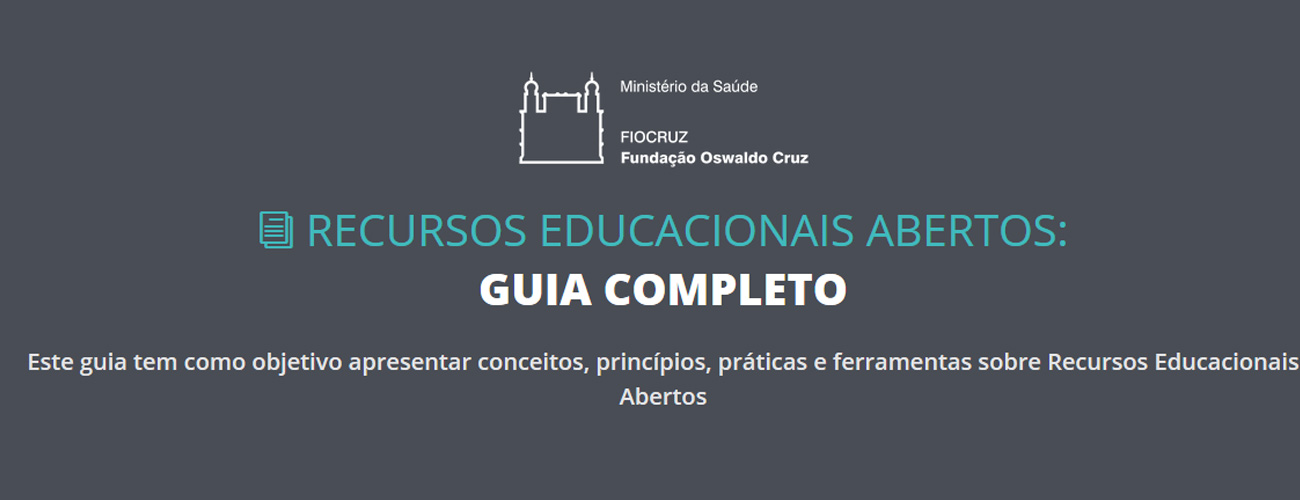 Ministério da Saúde
FIOCRUZ
Fundação Oswaldo Cruz
RECURSOS EDUCACIONAIS ABERTOS:
GUIA COMPLETO
Este guia tem como objetivo apresentar conceitos, princípios, práticas e ferramentas sobre Recursos Educacionais
Abertos